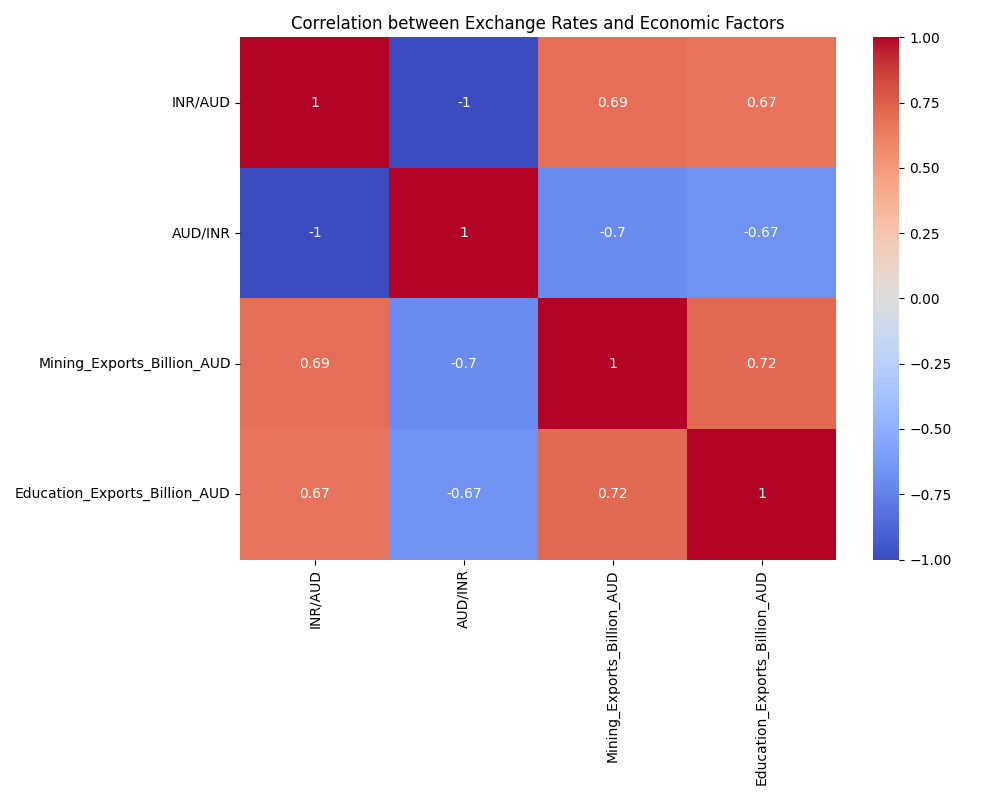 Correlation between Exchange Rates and Economic Factors
INR/AUD
1
-1
0.69
0.67
AUD/INR
-1
1
-0.7
-0.67
Mining_Exports_Billion_AUD
0.69
-0.7
1
0.72
Education_Exports_Billion_AUD
0.67
-0.67
0.72
1
INR/AUD
AUD/INR
Mining_Exports_Billion_AUD
Education_Exports_Billion_AUD
1.00
0.75
0.50
0.25
0.00
−0.25
−0.50
−0.75
−1.00